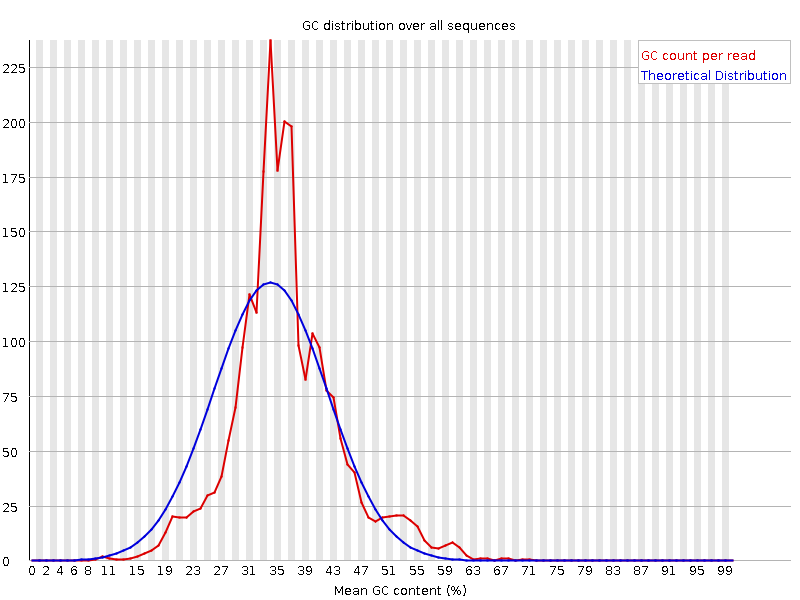 GC distribution over all sequences
GC count per read
Theoretical Distribution
225
200
175
150
125
100
75
50
25
0
0 2 4 6 8 11 15 19 23 27 31 35 39 43 47 51 55 59 63 67 71 75 79 83 87 91 95 99
Mean GC content (%)